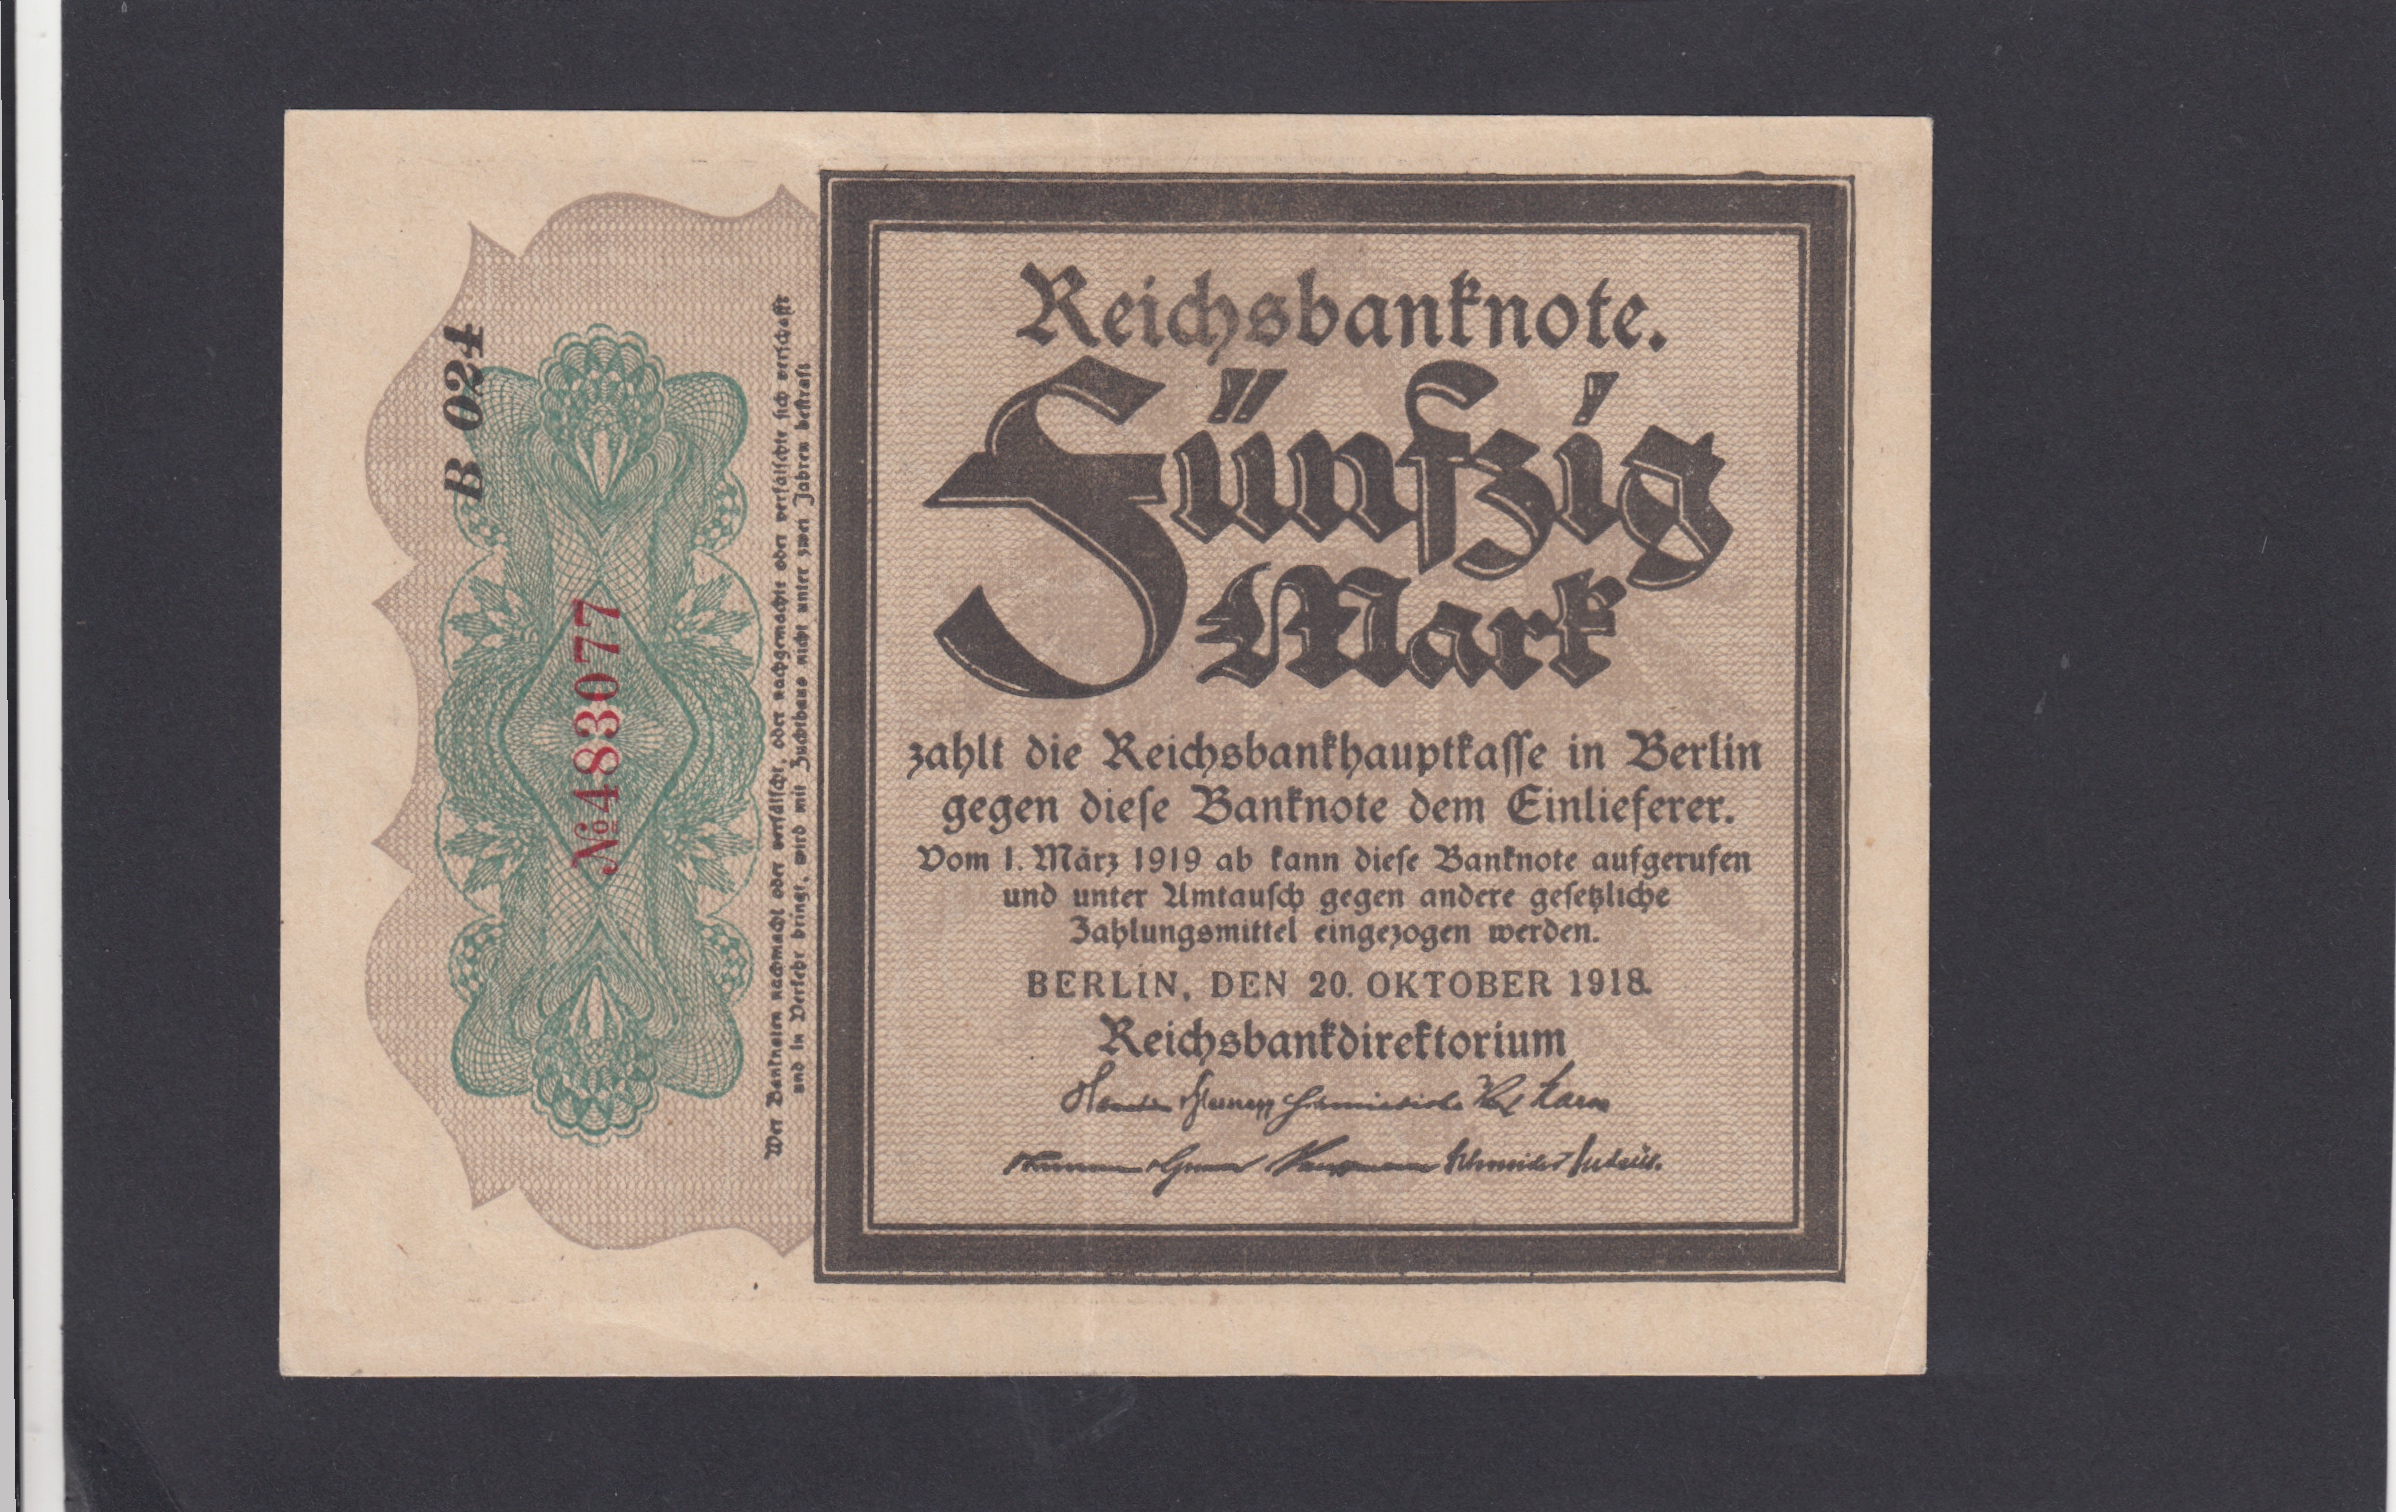 B 024
№483077
Wer Banknoten nachmacht oder verfälscht, oder nachgemachte oder verfälschte sich verschafft
und in Verkehr bringt, wird mit Zuchthaus nicht unter zwei Jahren bestraft
Reichsbanknote.
Fünfzig
Mark
zahlt die Reichsbankhauptkasse in Berlin
gegen diese Banknote dem Einlieferer.
Vom 1. März 1919 ab kann diese Banknote aufgerufen
und unter Umtausch gegen andere gesetzliche
Zahlungsmittel eingezogen werden.
BERLIN, DEN 20. OKTOBER 1918.
Reichsbankdirektorium
Kauffmann Schneider